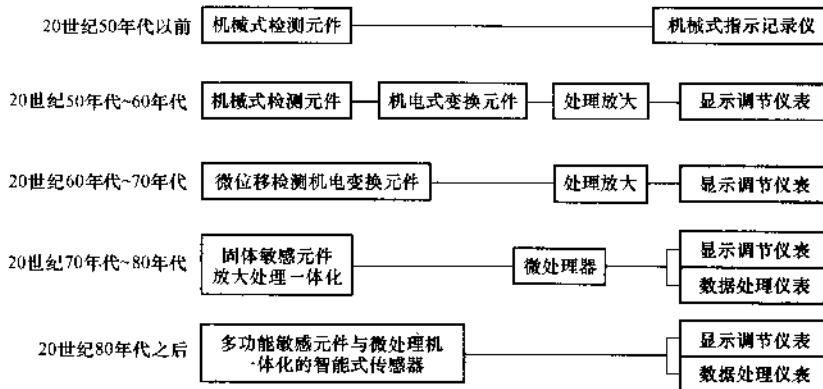 20世纪50年代以前 机械式检测元件 机械式指示记录仪
20世纪50年代~60年代 机械式检测元件 机电式变换元件 处理放大 显示调节仪表
20世纪60年代~70年代 微位移检测机电变换元件 处理放大 显示调节仪表
20世纪70年代~80年代
固体敏感元件
放大处理一体化
微处理器
显示调节仪表
数据处理仪表
20世纪80年代之后
多功能敏感元件与微处理机
一体化的智能式传感器
显示调节仪表
数据处理仪表